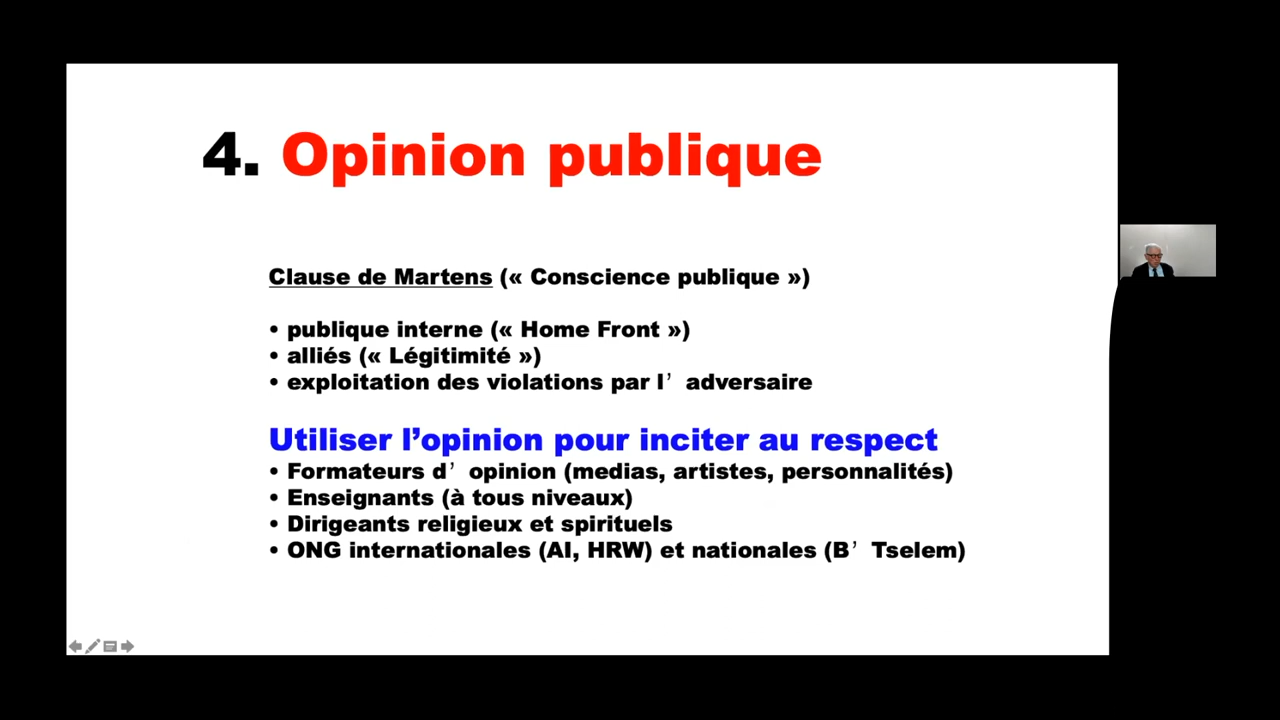 4. Opinion publique
Clause de Martens (« Conscience publique »)
• publique interne (« Home Front »)
• alliés (« Légitimité »)
• exploitation des violations par l’ adversaire
Utiliser l’opinion pour inciter au respect
• Formateurs d’ opinion (medias, artistes, personnalités)
• Enseignants (à tous niveaux)
• Dirigeants religieux et spirituels
• ONG internationales (AI, HRW) et nationales (B’ Tselem)